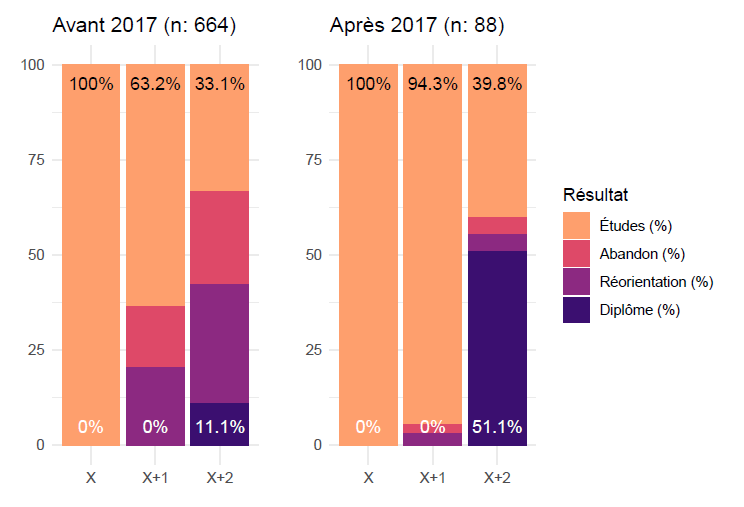 Avant 2017 (n: 664)
100
75
50
25
0
100% 63.2% 33.1%
0% 0% 11.1%
X X+1 X+2
Après 2017 (n: 88)
100
75
50
25
0
100% 94.3% 39.8%
0% 0% 51.1%
X X+1 X+2
Résultat
Études (%)
Abandon (%)
Réorientation (%)
Diplôme (%)